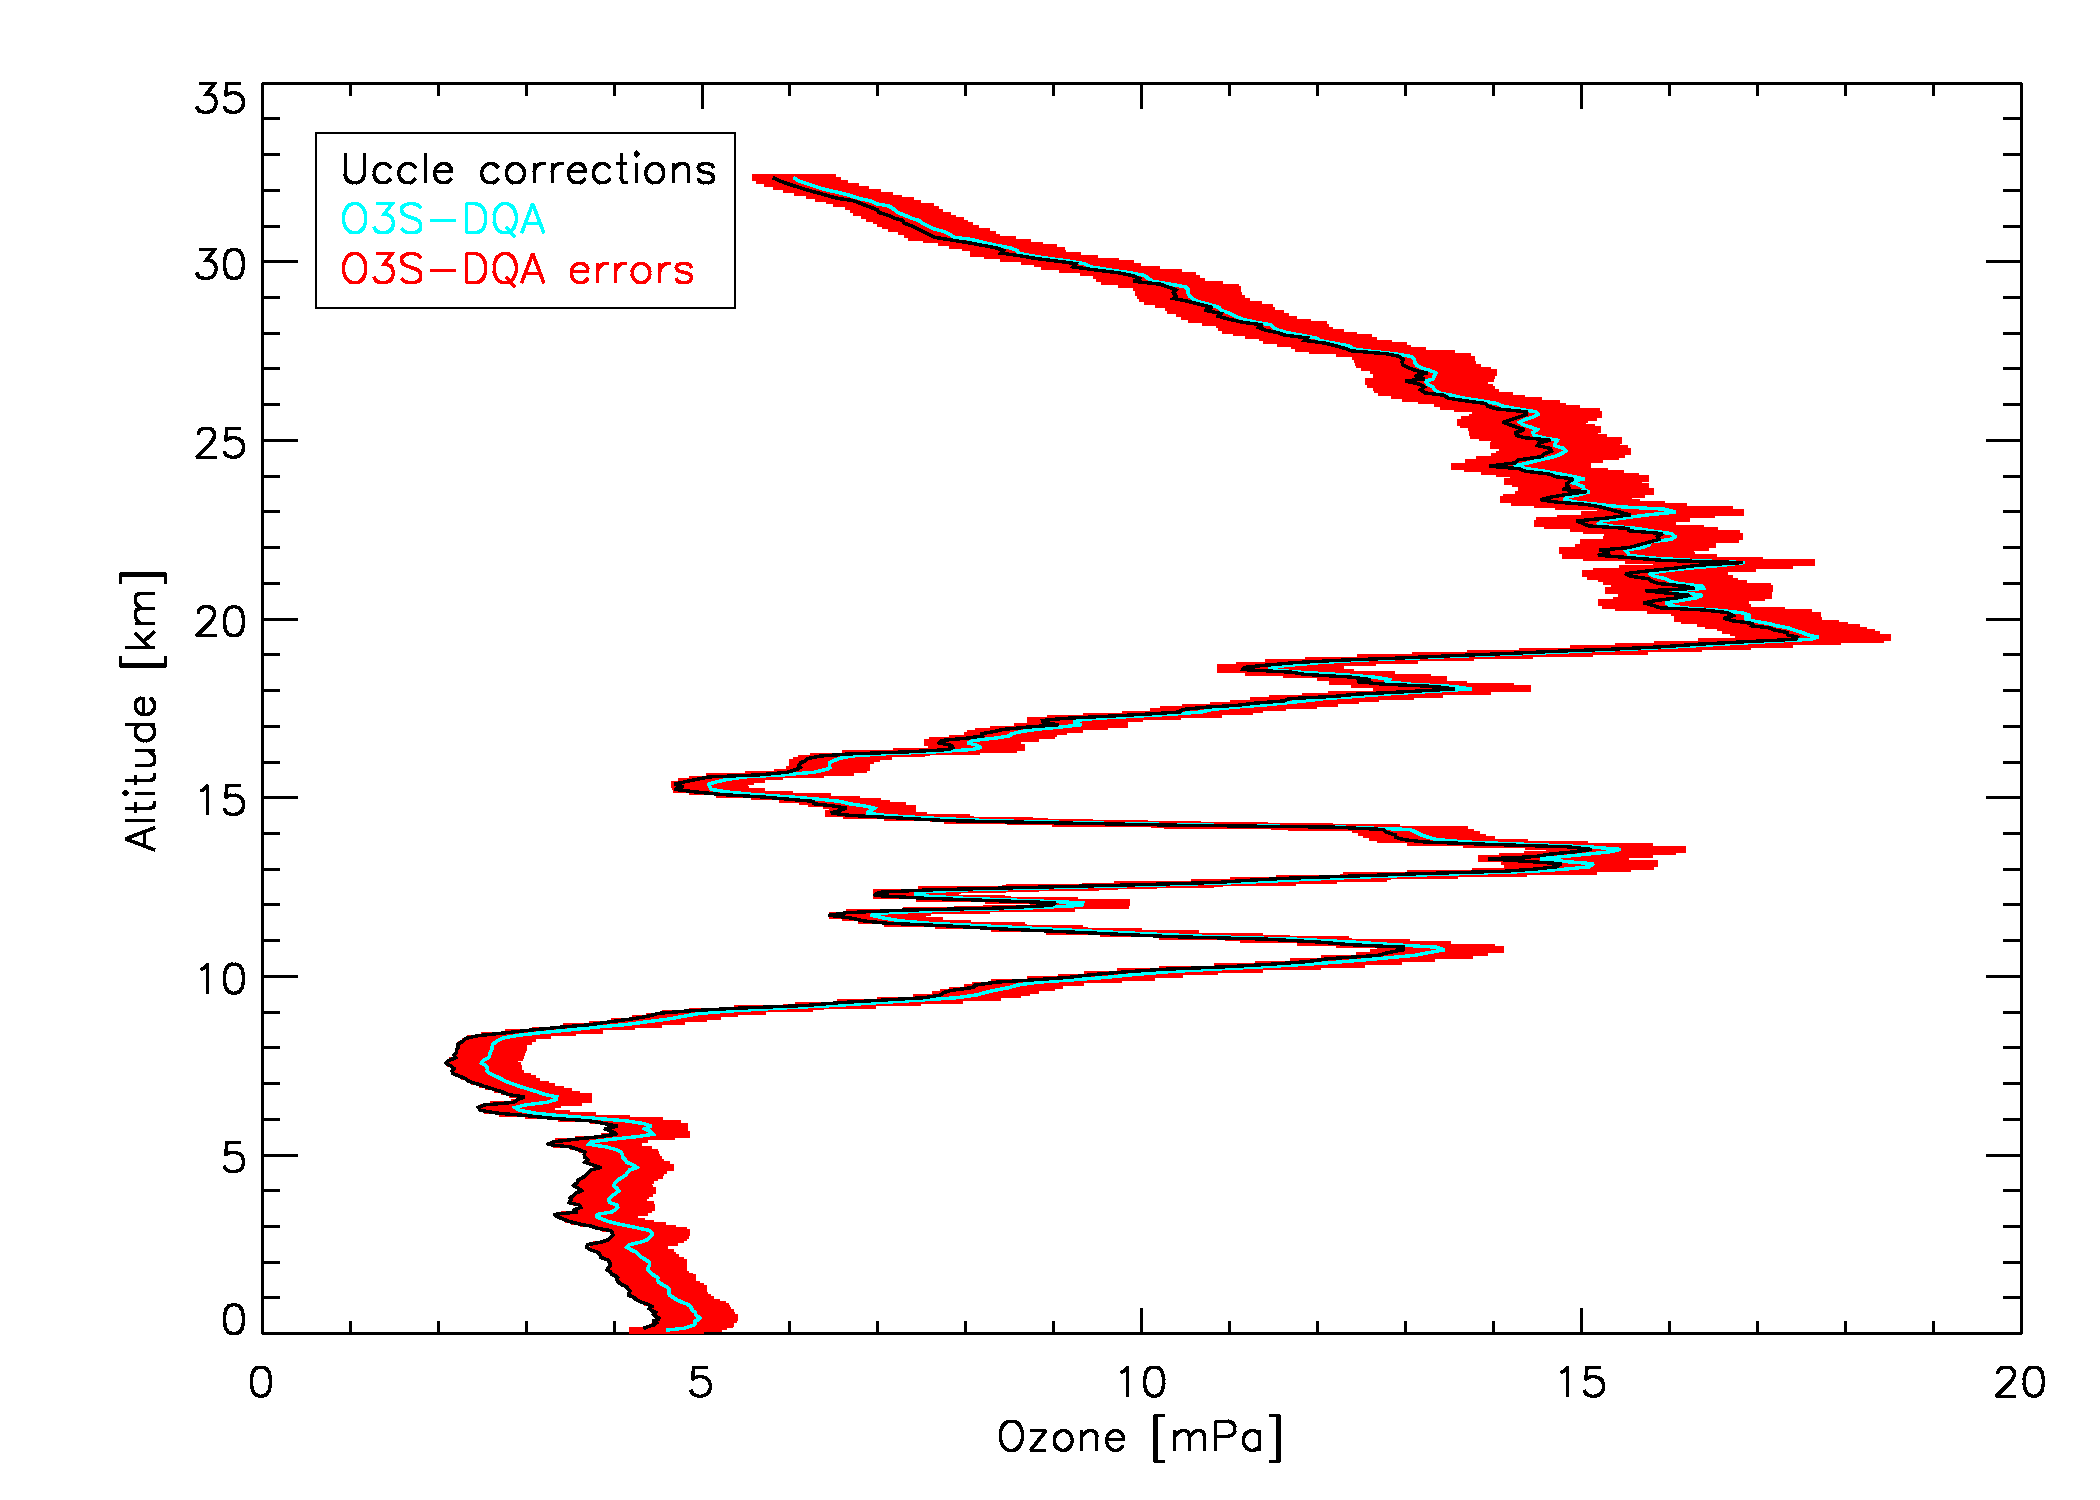 35
Uccle corrections
O3S-DQA
30
O3S-DQA errors
25
20
Altitude [km]
15
10
5
0
0 5 10 15 20
Ozone [mPa]